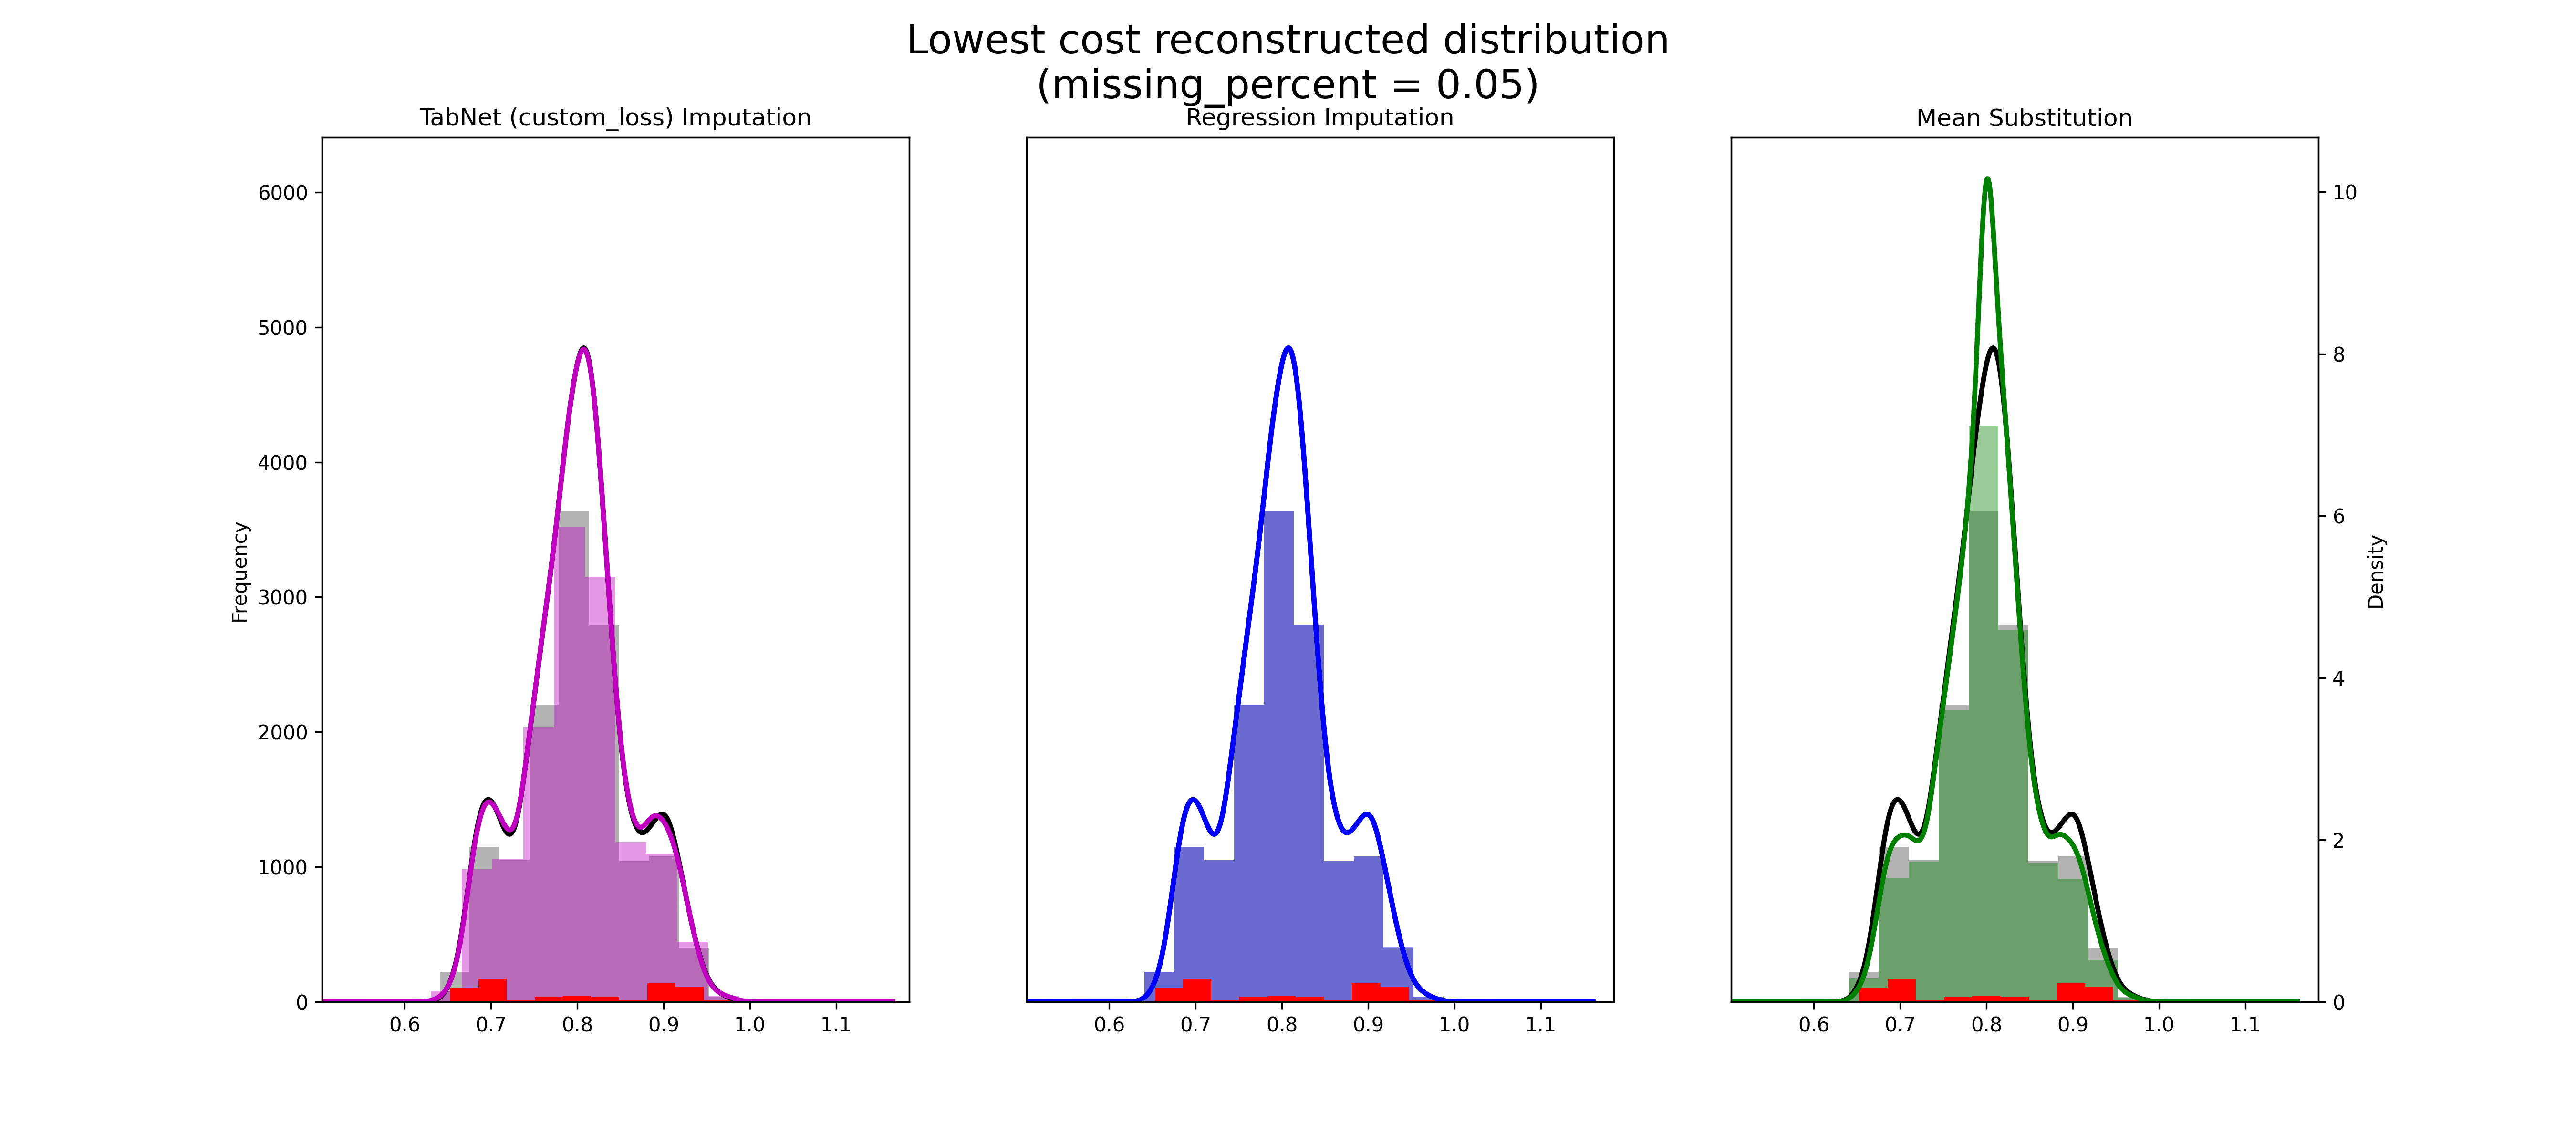 Lowest cost reconstructed distribution
(missing_percent = 0.05)
TabNet (custom_loss) Imputation
Regression Imputation
Mean Substitution
Frequency
6000
5000
4000
3000
2000
1000
0
0.6 0.7 0.8 0.9 1.0 1.1
0.6 0.7 0.8 0.9 1.0 1.1
0.6 0.7 0.8 0.9 1.0 1.1
10
8
6
4
2
0
Density